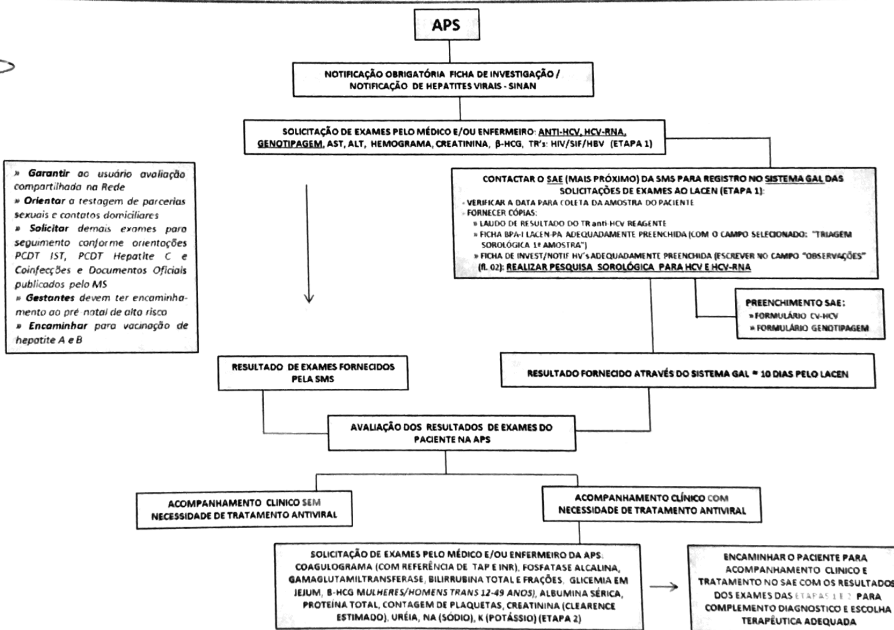 APS
NOTIFICAÇÃO OBRIGATÓRIA FICHA DE INVESTIGAÇÃO /
NOTIFICAÇÃO DE HEPATITES VIRAIS - SINAN
SOLICITAÇÃO DE EXAMES PELO MÉDICO E/OU ENFERMEIRO: ANTI-HCV, HCV-RNA,
GENOTIPAGEM, AST, ALT, HEMOGRAMA, CREATININA, β-HCG, TR's: HIV/SIF/HBV (ETAPA 1)
» Garantir ao usuário avaliação
compartilhada na Rede
» Orientar a testagem de parcerias
sexuais e contatos domiciliares
» Solicitar demais exames para
seguimento conforme orientações
PCDT IST, PCDT Hepatite C e
Coinfecções e Documentos Oficiais
publicados pelo MS
» Gestantes devem ter encaminha-
mento ao pré natal de alto risco
» Encaminhar para vacinação de
hepatite A e B
CONTACTAR O SAE (MAIS PRÓXIMO) DA SMS PARA REGISTRO NO SISTEMA GAL DAS
SOLICITAÇÕES DE EXAMES AO LACEN (ETAPA 1):
- VERIFICAR A DATA PARA COLETA DA AMOSTRA DO PACIENTE
- FORNECER CÓPIAS:
» LAUDO DE RESULTADO DO TR anti HCV REAGENTE
» FICHA BPA-I LACEN-PA ADEQUADAMENTE PREENCHIDA (COM O CAMPO SELECIONADO: "TRIAGEM
SOROLÓGICA 1ª AMOSTRA")
» FICHA DE INVEST/NOTIF HV's ADEQUADAMENTE PREENCHIDA (ESCREVER NO CAMPO "OBSERVAÇÕES"
(fl. 02): REALIZAR PESQUISA SOROLÓGICA PARA HCV E HCV-RNA
PREENCHIMENTO SAE:
» FORMULÁRIO CV-HCV
» FORMULÁRIO GENOTIPAGEM
RESULTADO DE EXAMES FORNECIDOS
PELA SMS
RESULTADO FORNECIDO ATRAVÉS DO SISTEMA GAL = 10 DIAS PELO LACEN
AVALIAÇÃO DOS RESULTADOS DE EXAMES DO
PACIENTE NA APS
ACOMPANHAMENTO CLINICO SEM
NECESSIDADE DE TRATAMENTO ANTIVIRAL
ACOMPANHAMENTO CLÍNICO COM
NECESSIDADE DE TRATAMENTO ANTIVIRAL
SOLICITAÇÃO DE EXAMES PELO MÉDICO E/OU ENFERMEIRO DA APS:
COAGULOGRAMA (COM REFERÊNCIA DE TAP E INR), FOSFATASE ALCALINA,
GAMAGLUTAMILTRANSFERASE, BILIRRUBINA TOTAL E FRAÇÕES, GLICEMIA EM
JEJUM, B-HCG MULHERES/HOMENS TRANS 12-49 ANOS), ALBUMINA SÉRICA,
PROTEÍNA TOTAL, CONTAGEM DE PLAQUETAS, CREATININA (CLEARENCE
ESTIMADO), URÉIA, NA (SÓDIO), K (POTÁSSIO) (ETAPA 2)
ENCAMINHAR O PACIENTE PARA
ACOMPANHAMENTO CLINICO E
TRATAMENTO NO SAE COM OS RESULTADOS
DOS EXAMES DAS ETAPAS 1 E 2 PARA
COMPLEMENTO DIAGNOSTICO E ESCOLHA
TERAPÊUTICA ADEQUADA